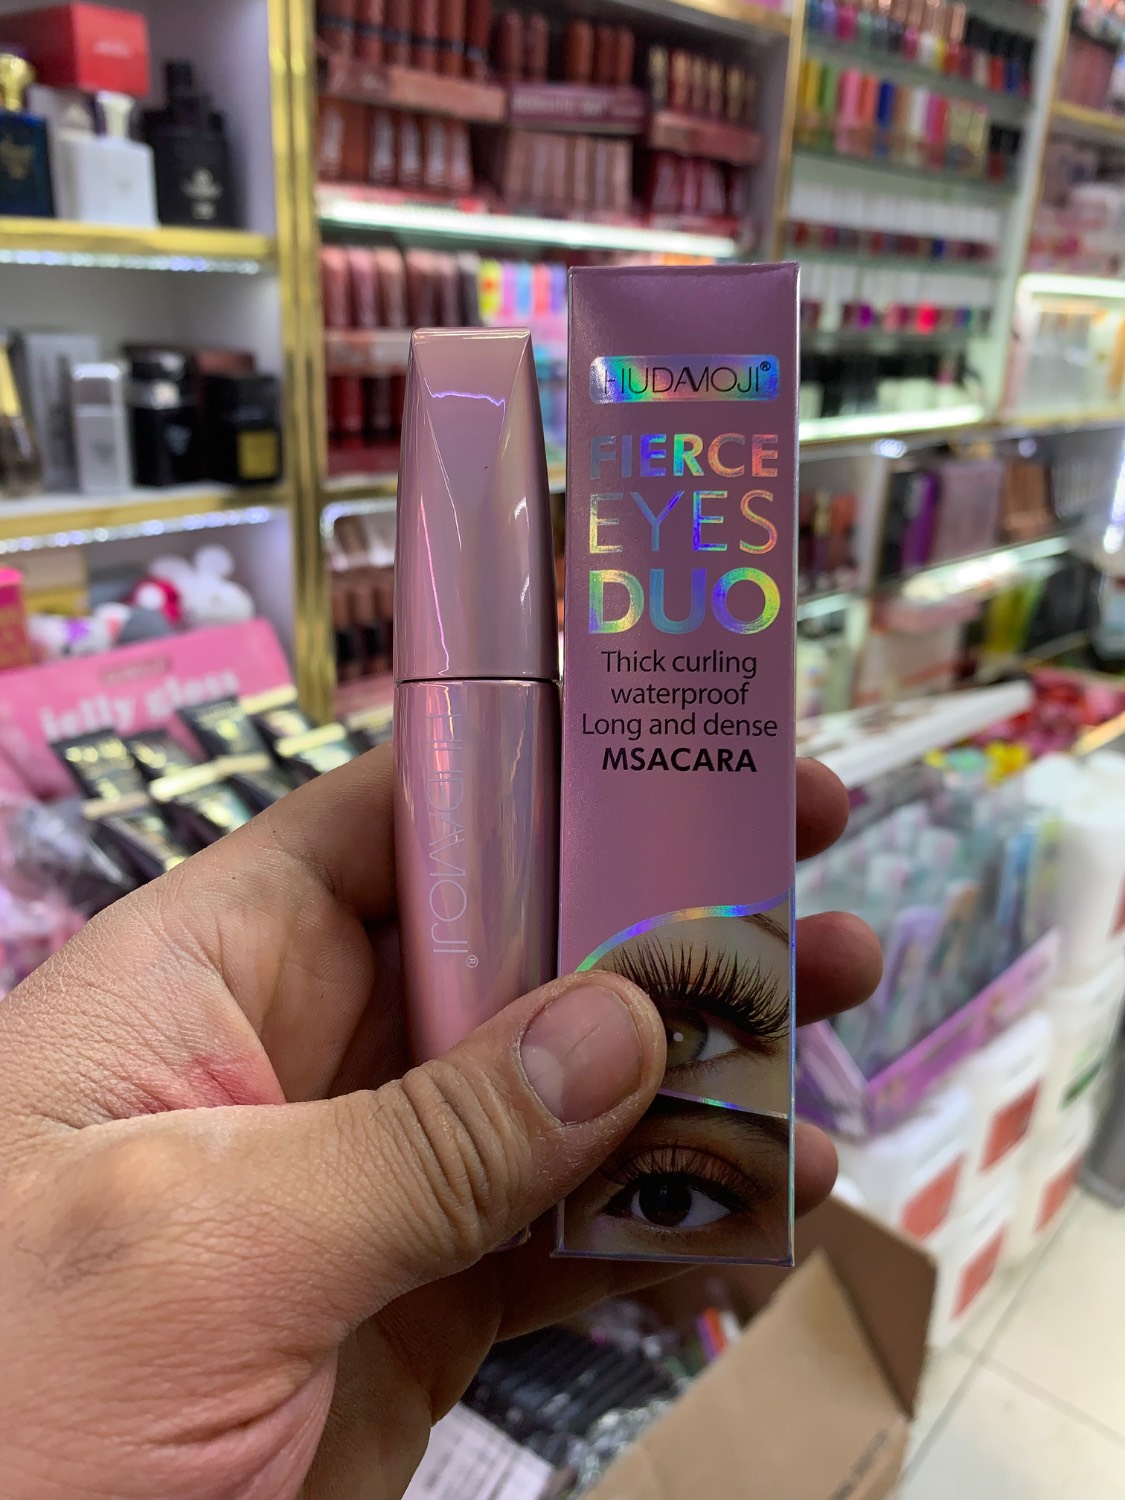 HUDAMOJI®
FIERCE
EYES
DUO
Thick curling
waterproof
Long and dense
MSACARA
HUDAMOJI®
jelly gloss